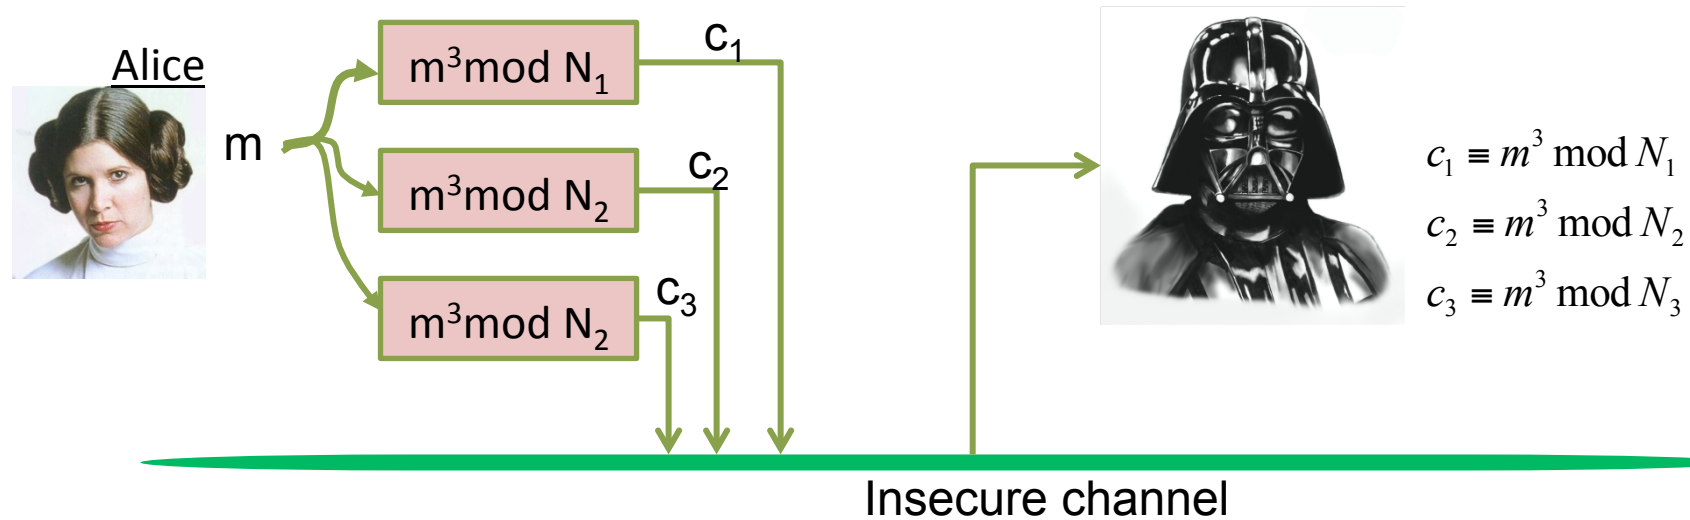 Alice
m
m³mod N₁
c₁
m³mod N₂
c₂
m³mod N₂
c₃
c₁ ≡ m³ mod N₁
c₂ ≡ m³ mod N₂
c₃ ≡ m³ mod N₃
Insecure channel